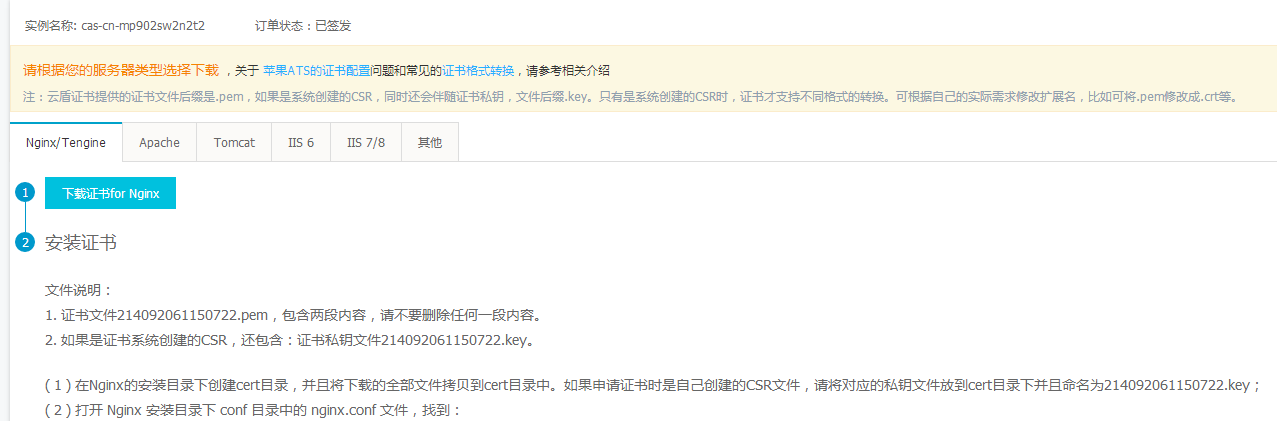 实例名称: cas-cn-mp902sw2n2t2 订单状态：已签发
请根据您的服务器类型选择下载 ，关于 苹果ATS的证书配置问题和常见的证书格式转换，请参考相关介绍
注：云盾证书提供的证书文件后缀是.pem，如果是系统创建的CSR，同时还会伴随证书私钥，文件后缀.key。只有是系统创建的CSR时，证书才支持不同格式的转换。可根据自己的实际需求修改扩展名，比如可将.pem修改成.crt等。
Nginx/Tengine Apache Tomcat IIS 6 IIS 7/8 其他
1 下载证书for Nginx
2 安装证书
文件说明：
1. 证书文件214092061150722.pem，包含两段内容，请不要删除任何一段内容。
2. 如果是证书系统创建的CSR，还包含：证书私钥文件214092061150722.key。
( 1 ) 在Nginx的安装目录下创建cert目录，并且将下载的全部文件拷贝到cert目录中。如果申请证书时是自己创建的CSR文件，请将对应的私钥文件放到cert目录下并且命名为214092061150722.key；
( 2 ) 打开 Nginx 安装目录下 conf 目录中的 nginx.conf 文件，找到：